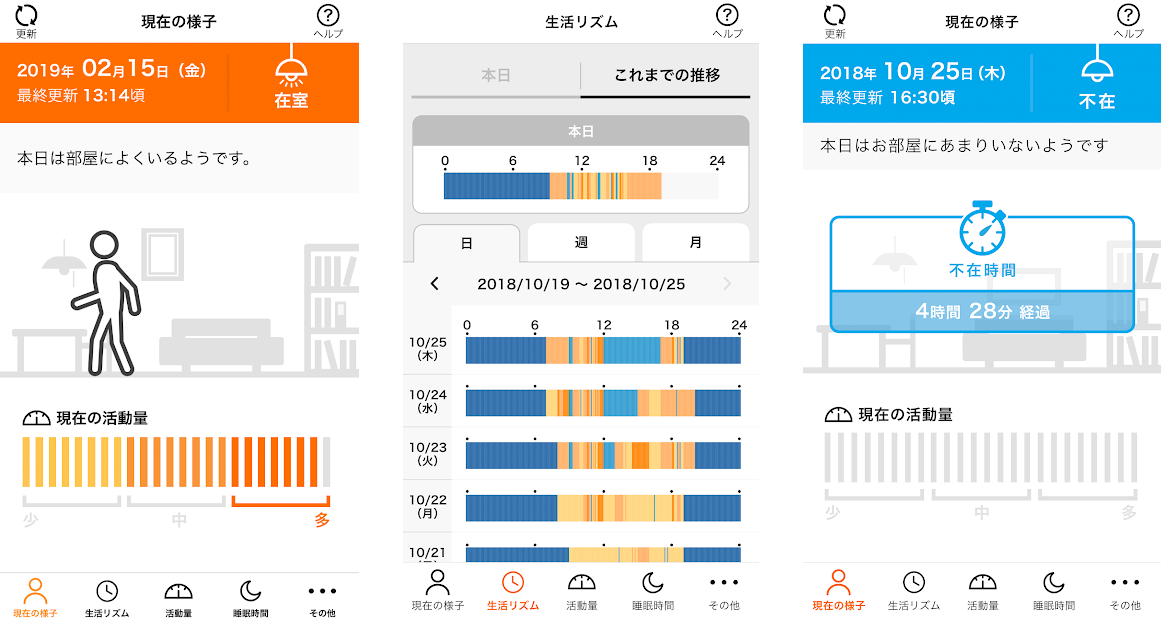 現在の様子
更新
ヘルプ
2019年 02月15日（金）
最終更新 13:14頃
在室
本日は部屋によくいるようです。
現在の活動量
少
中
多
現在の様子
生活リズム
活動量
睡眠時間
その他
生活リズム
ヘルプ
本日
これまでの推移
本日
0 6 12 18 24
日
週
月
2018/10/19 ～ 2018/10/25
0 6 12 18 24
10/25
(木)
10/24
(水)
10/23
(火)
10/22
(月)
10/21
現在の様子
生活リズム
活動量
睡眠時間
その他
現在の様子
更新
ヘルプ
2018年 10月 25日（木）
最終更新 16:30頃
不在
本日はお部屋にあまりいないようです
不在時間
4時間 28分 経過
現在の活動量
少
中
多
現在の様子
生活リズム
活動量
睡眠時間
その他